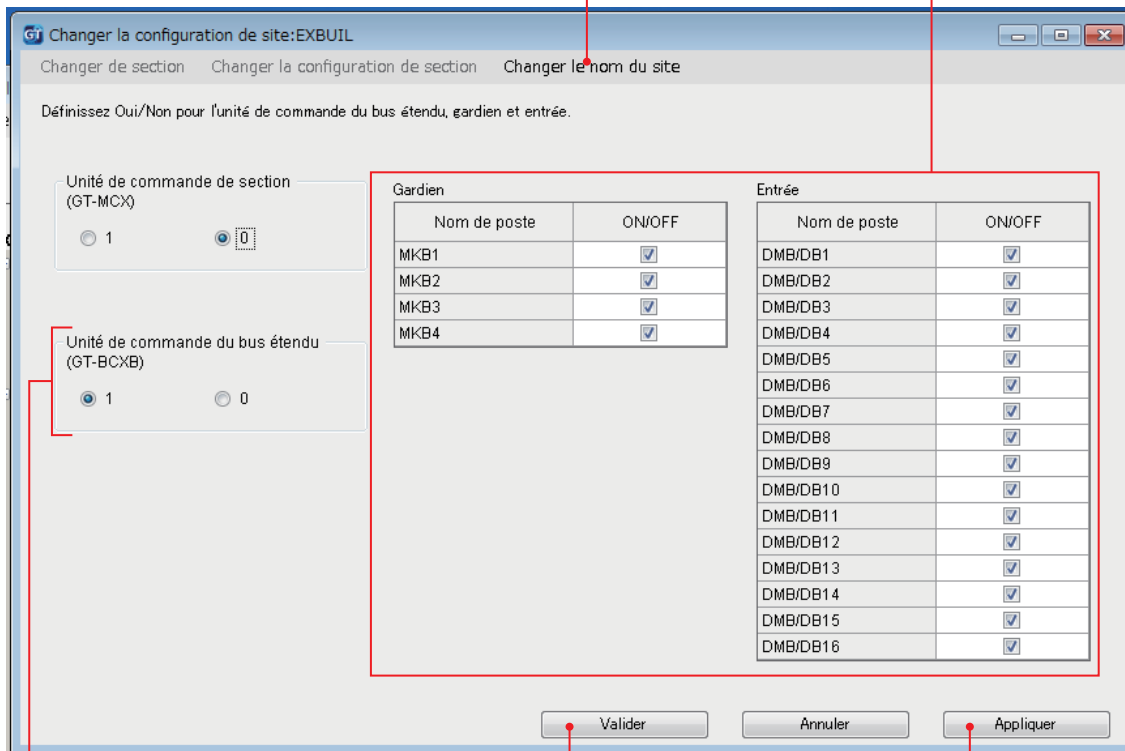 GT Changer la configuration de site:EXBUIL
Changer de section Changer la configuration de section Changer le nom du site
Définissez Oui/Non pour l'unité de commande du bus étendu, gardien et entrée.
Unité de commande de section
(GT-MCX)
1 0
Unité de commande du bus étendu
(GT-BCXB)
1 0
Gardien
Nom de poste ON/OFF
MKB1
MKB2
MKB3
MKB4
Entrée
Nom de poste ON/OFF
DMB/DB1
DMB/DB2
DMB/DB3
DMB/DB4
DMB/DB5
DMB/DB6
DMB/DB7
DMB/DB8
DMB/DB9
DMB/DB10
DMB/DB11
DMB/DB12
DMB/DB13
DMB/DB14
DMB/DB15
DMB/DB16
Valider Annuler Appliquer